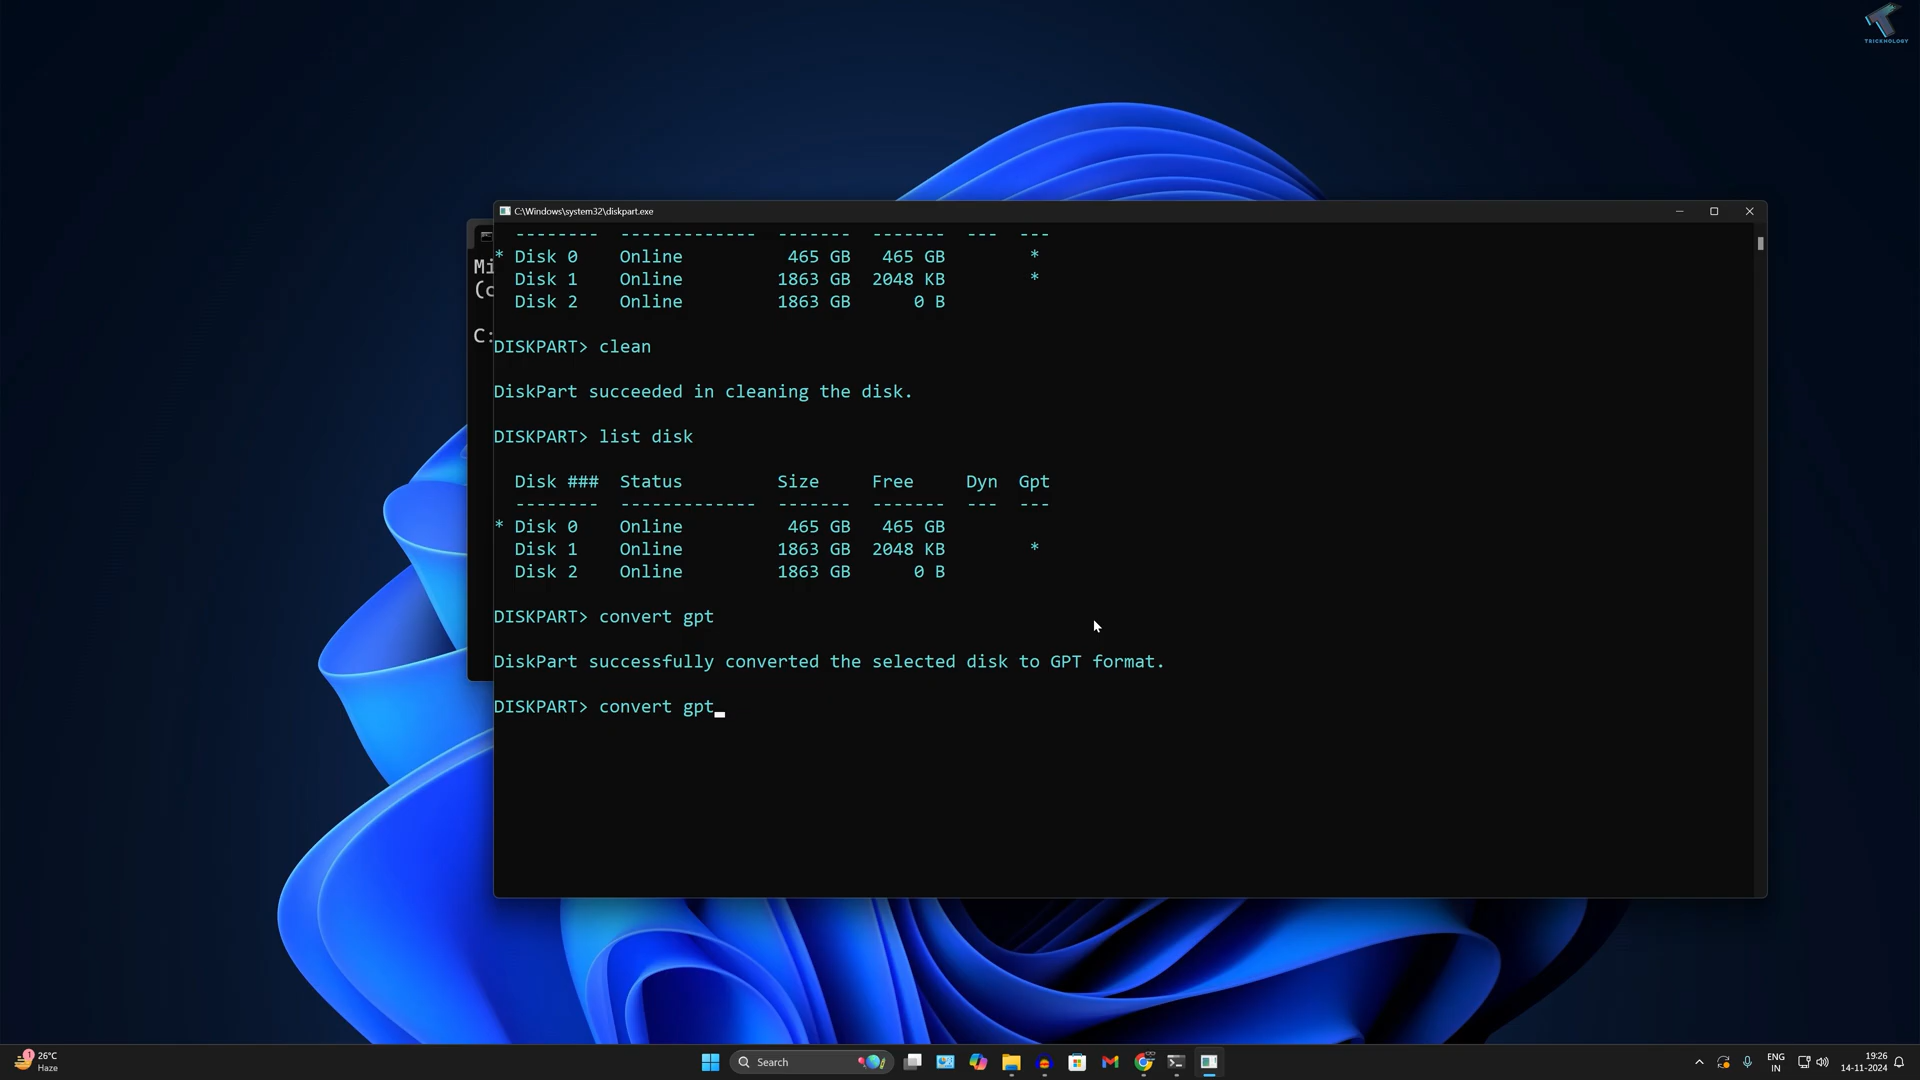 TRICKNOLOGY
C:\Windows\system32\diskpart.exe
-------- ------------- ------- ------- --- ---
* Disk 0 Online 465 GB 465 GB *
Disk 1 Online 1863 GB 2048 KB *
Disk 2 Online 1863 GB 0 B
Mi
(c
C:
DISKPART> clean
DiskPart succeeded in cleaning the disk.
DISKPART> list disk
Disk ### Status Size Free Dyn Gpt
-------- ------------- ------- ------- --- ---
* Disk 0 Online 465 GB 465 GB
Disk 1 Online 1863 GB 2048 KB *
Disk 2 Online 1863 GB 0 B
DISKPART> convert gpt
DiskPart successfully converted the selected disk to GPT format.
DISKPART> convert gpt
1
26°C
Haze
Search
ENG
IN
19:26
14-11-2024